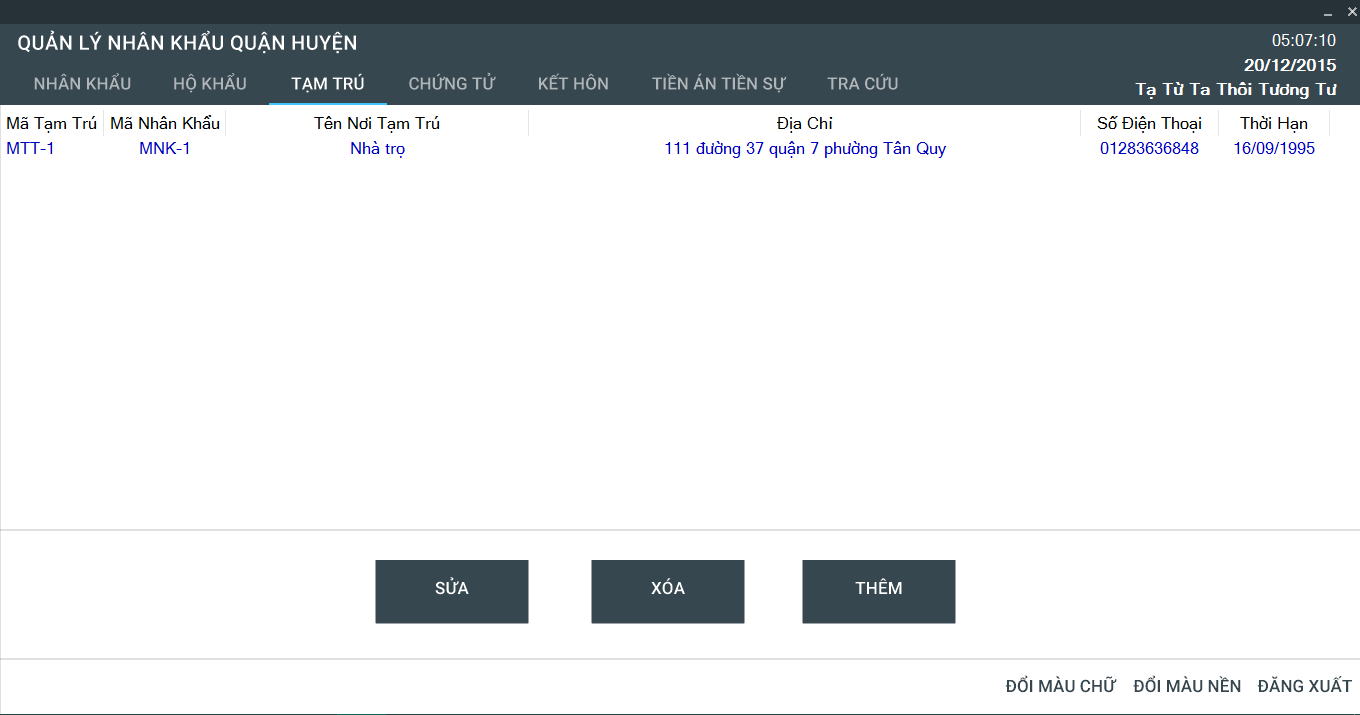 QUẢN LÝ NHÂN KHẨU QUẬN HUYỆN
05:07:10
20/12/2015
Tạ Từ Ta Thôi Tương Tư
NHÂN KHẨU HỘ KHẨU TẠM TRÚ CHỨNG TỬ KẾT HÔN TIỀN ÁN TIỀN SỰ TRA CỨU
Mã Tạm Trú Mã Nhân Khẩu Tên Nơi Tạm Trú Địa Chỉ Số Điện Thoại Thời Hạn
MTT-1 MNK-1 Nhà trọ 111 đường 37 quận 7 phường Tân Quy 01283636848 16/09/1995
SỬA XÓA THÊM
ĐỔI MÀU CHỮ ĐỔI MÀU NỀN ĐĂNG XUẤT